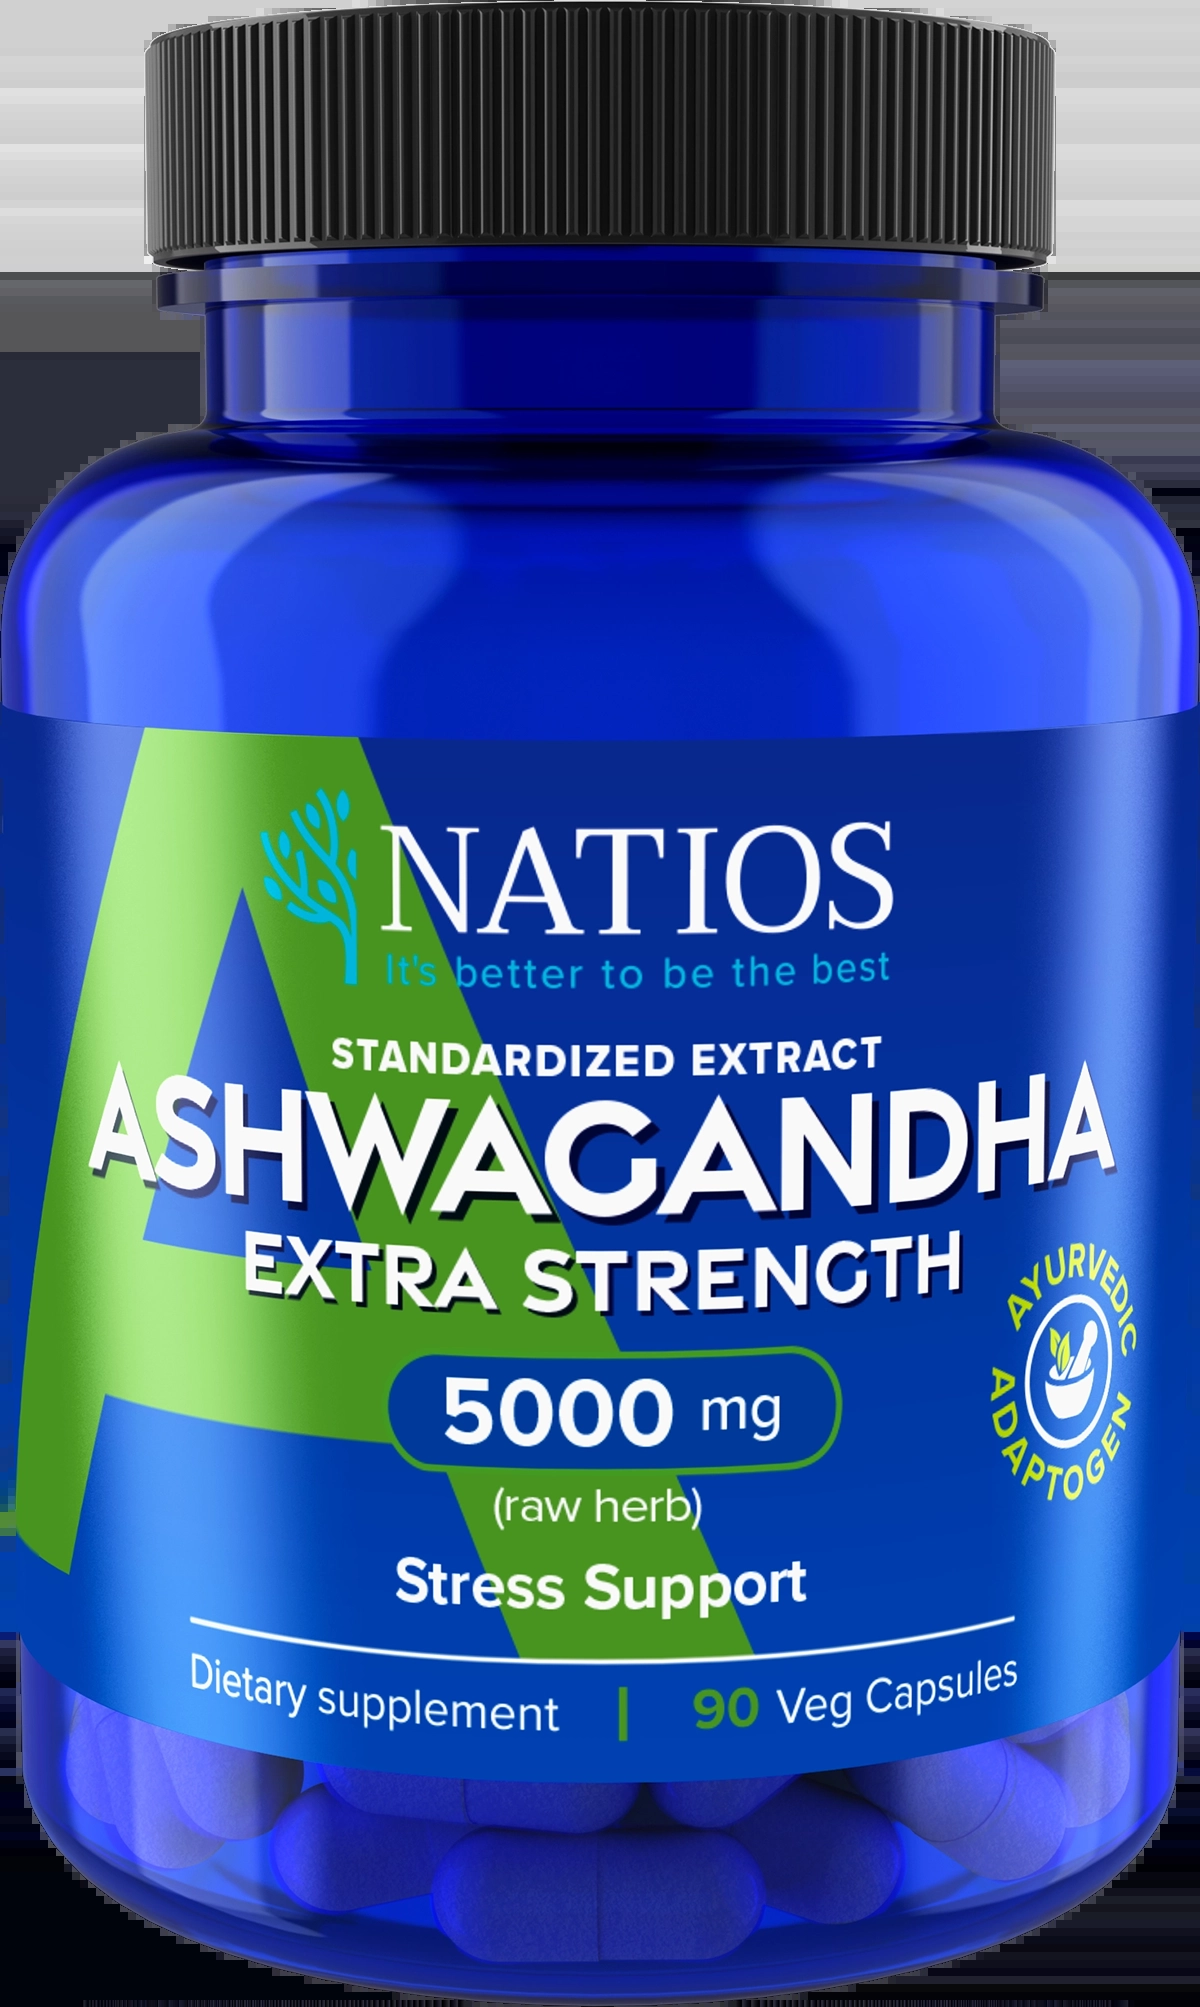 NATIOS
It's better to be the best
STANDARDIZED EXTRACT
ASHWAGANDHA
EXTRA STRENGTH
5000 mg
(raw herb)
Stress Support
AYURVEDIC
ADAPTOGEN
Dietary supplement | 90 Veg Capsules